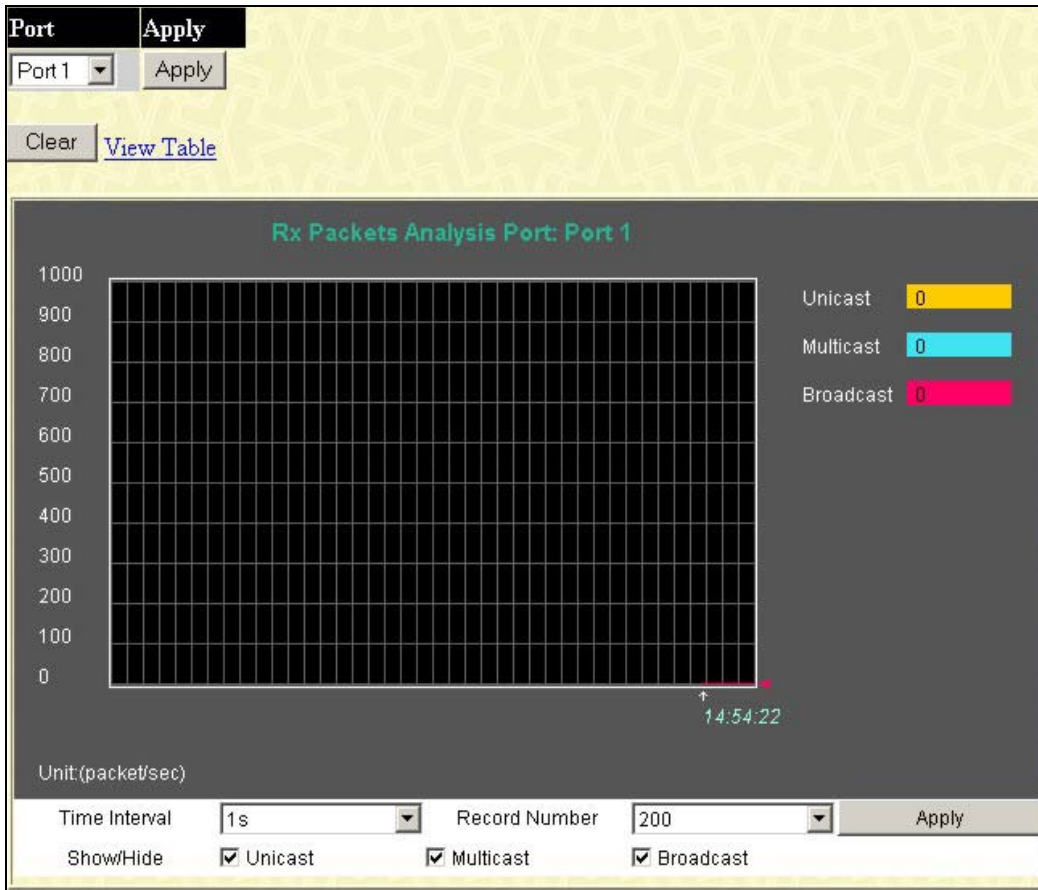 Port Apply
Port 1 Apply
Clear View Table
Rx Packets Analysis Port: Port 1
1000
900
800
700
600
500
400
300
200
100
0
Unicast 0
Multicast 0
Broadcast 0
14:54:22
Unit:(packet/sec)
Time Interval 1s Record Number 200 Apply
Show/Hide Unicast Multicast Broadcast